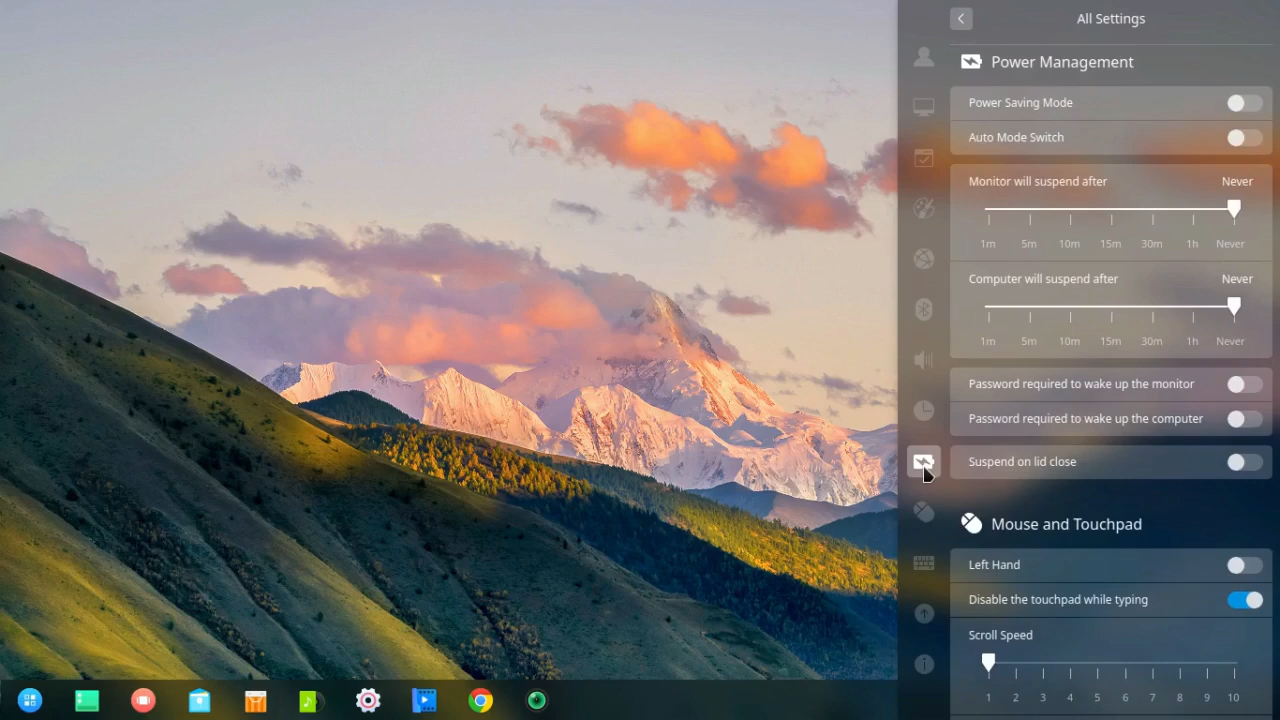 All Settings
Power Management
Power Saving Mode
Auto Mode Switch
Monitor will suspend after Never
1m 5m 10m 15m 30m 1h Never
Computer will suspend after Never
1m 5m 10m 15m 30m 1h Never
Password required to wake up the monitor
Password required to wake up the computer
Suspend on lid close
Mouse and Touchpad
Left Hand
Disable the touchpad while typing
Scroll Speed
1 2 3 4 5 6 7 8 9 10